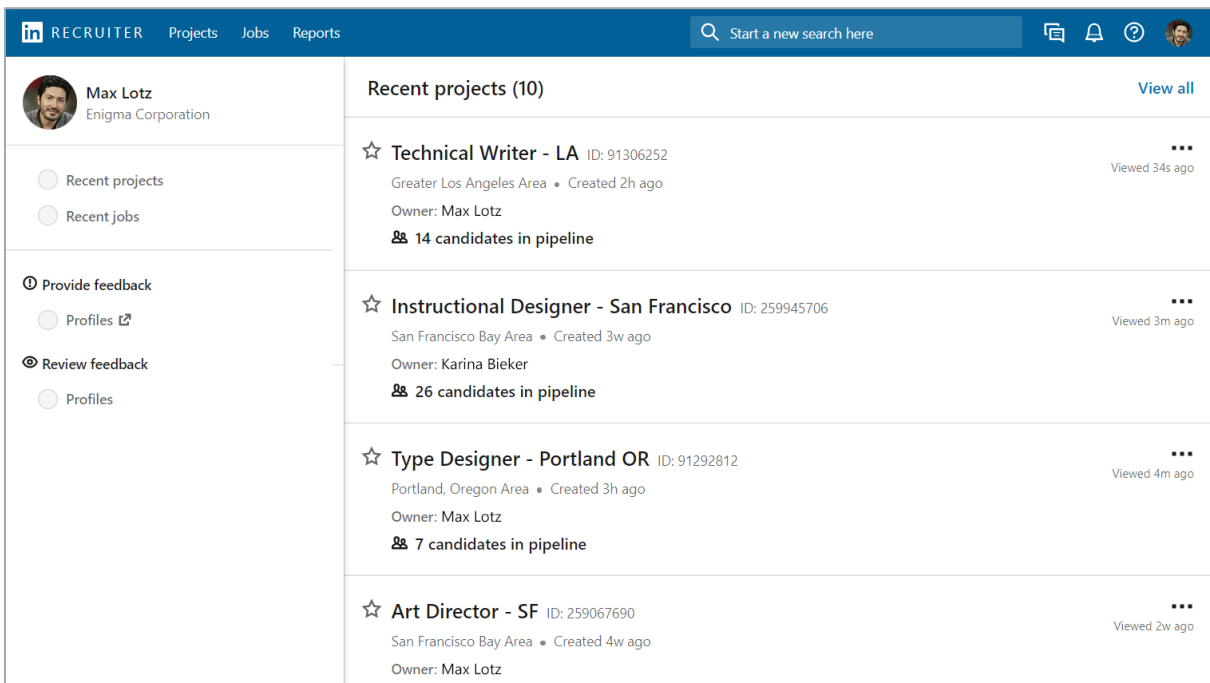 in RECRUITER Projects Jobs Reports Start a new search here
Max Lotz
Enigma Corporation
Recent projects
Recent jobs
Provide feedback
Profiles
Review feedback
Profiles
Recent projects (10) View all
Technical Writer - LA ID: 91306252
Viewed 34s ago
Greater Los Angeles Area • Created 2h ago
Owner: Max Lotz
14 candidates in pipeline
Instructional Designer - San Francisco ID: 259945706
Viewed 3m ago
San Francisco Bay Area • Created 3w ago
Owner: Karina Bieker
26 candidates in pipeline
Type Designer - Portland OR ID: 91292812
Viewed 4m ago
Portland, Oregon Area • Created 3h ago
Owner: Max Lotz
7 candidates in pipeline
Art Director - SF ID: 259067690
Viewed 2w ago
San Francisco Bay Area • Created 4w ago
Owner: Max Lotz